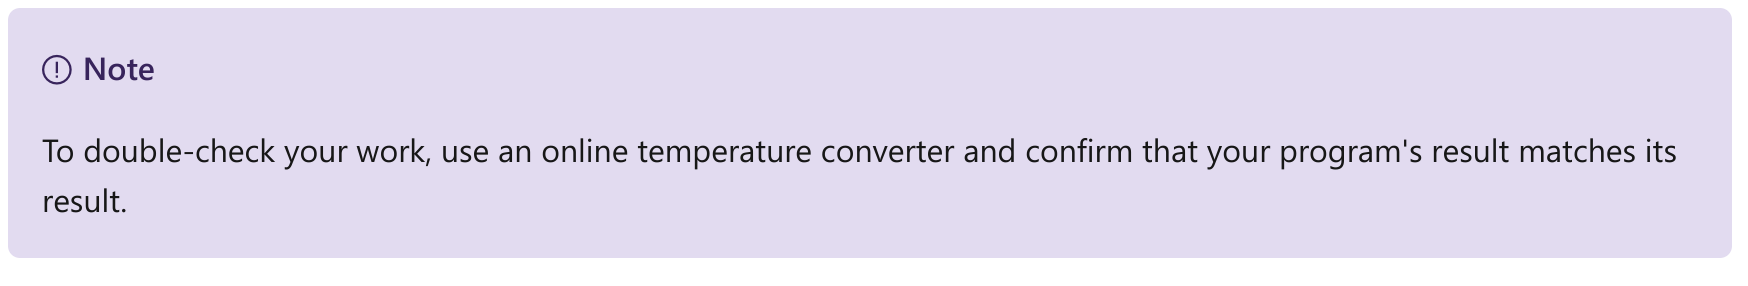 Note
To double-check your work, use an online temperature converter and confirm that your program's result matches its
result.